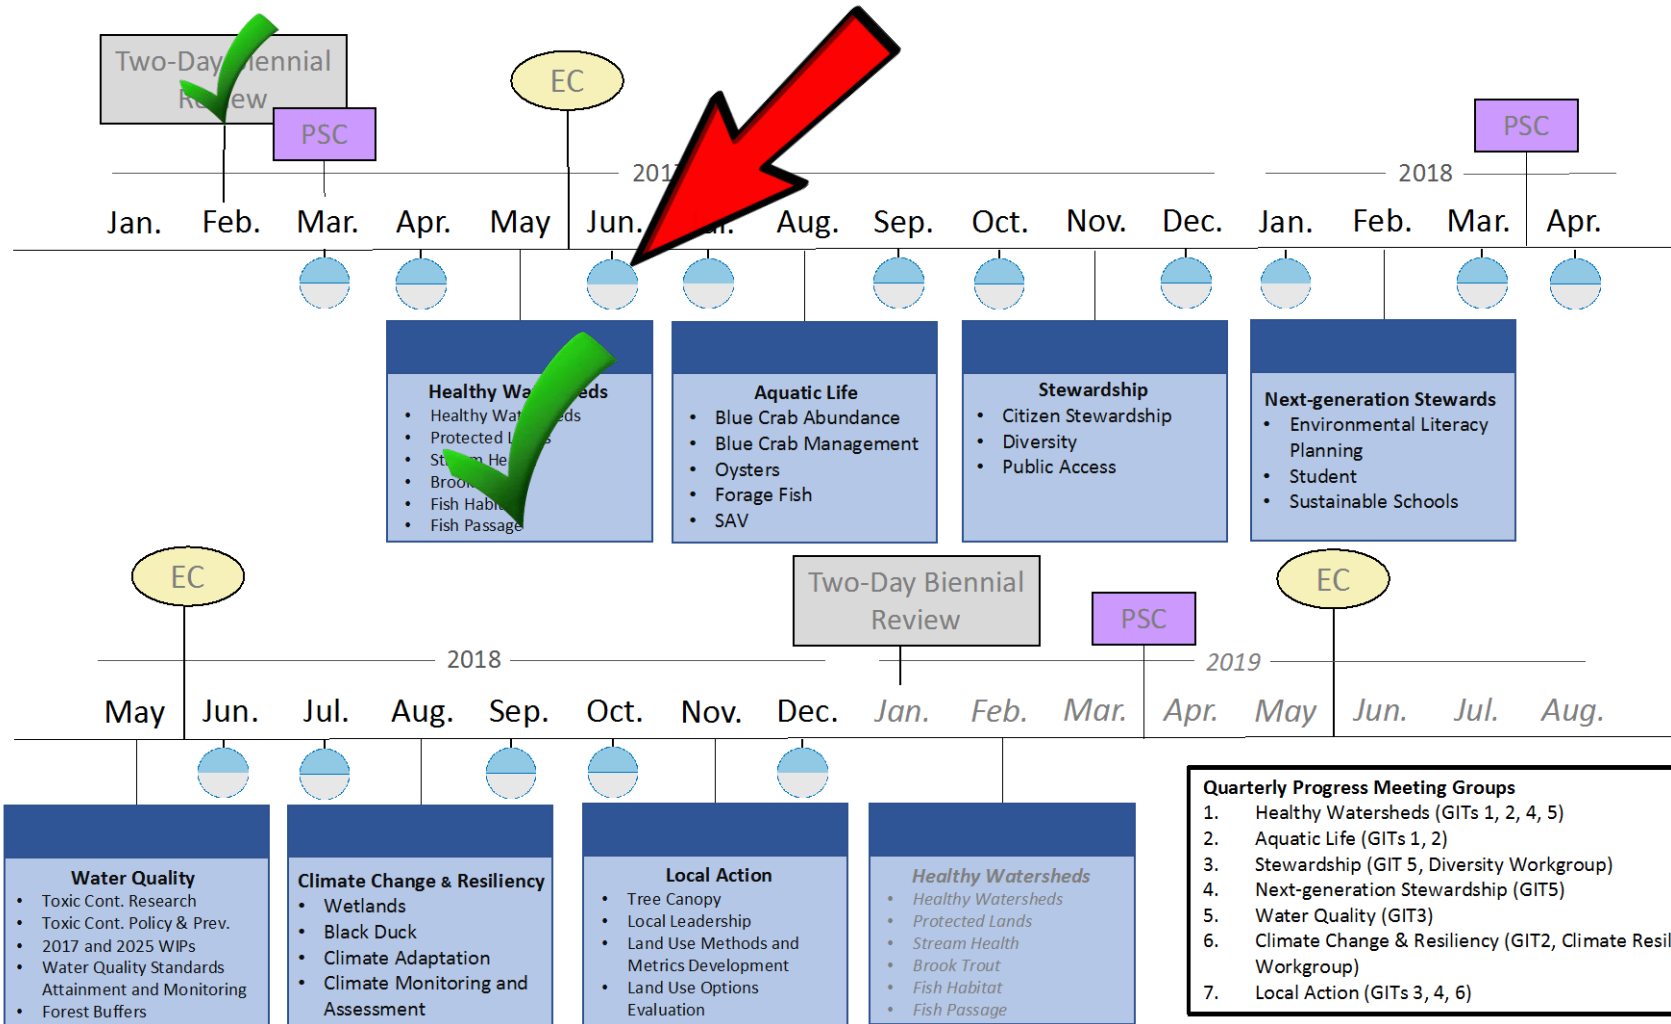 Two-Day Biennial
Review
PSC
EC
PSC
2017
2018
Jan. Feb. Mar. Apr. May Jun. Jul. Aug. Sep. Oct. Nov. Dec. Jan. Feb. Mar. Apr.
Healthy Watersheds
• Healthy Watersheds
• Protected Lands
• Stream Health
• Brook
• Fish Habitat
• Fish Passage
Aquatic Life
• Blue Crab Abundance
• Blue Crab Management
• Oysters
• Forage Fish
• SAV
Stewardship
• Citizen Stewardship
• Diversity
• Public Access
Next-generation Stewards
• Environmental Literacy
Planning
• Student
• Sustainable Schools
EC
Two-Day Biennial
Review
PSC
EC
2018
2019
May Jun. Jul. Aug. Sep. Oct. Nov. Dec. Jan. Feb. Mar. Apr. May Jun. Jul. Aug.
Water Quality
• Toxic Cont. Research
• Toxic Cont. Policy & Prev.
• 2017 and 2025 WIPs
• Water Quality Standards
Attainment and Monitoring
• Forest Buffers
Climate Change & Resiliency
• Wetlands
• Black Duck
• Climate Adaptation
• Climate Monitoring and
Assessment
Local Action
• Tree Canopy
• Local Leadership
• Land Use Methods and
Metrics Development
• Land Use Options
Evaluation
Healthy Watersheds
• Healthy Watersheds
• Protected Lands
• Stream Health
• Brook Trout
• Fish Habitat
• Fish Passage
Quarterly Progress Meeting Groups
1. Healthy Watersheds (GITs 1, 2, 4, 5)
2. Aquatic Life (GITs 1, 2)
3. Stewardship (GIT 5, Diversity Workgroup)
4. Next-generation Stewardship (GIT5)
5. Water Quality (GIT3)
6. Climate Change & Resiliency (GIT2, Climate Resil
Workgroup)
7. Local Action (GITs 3, 4, 6)